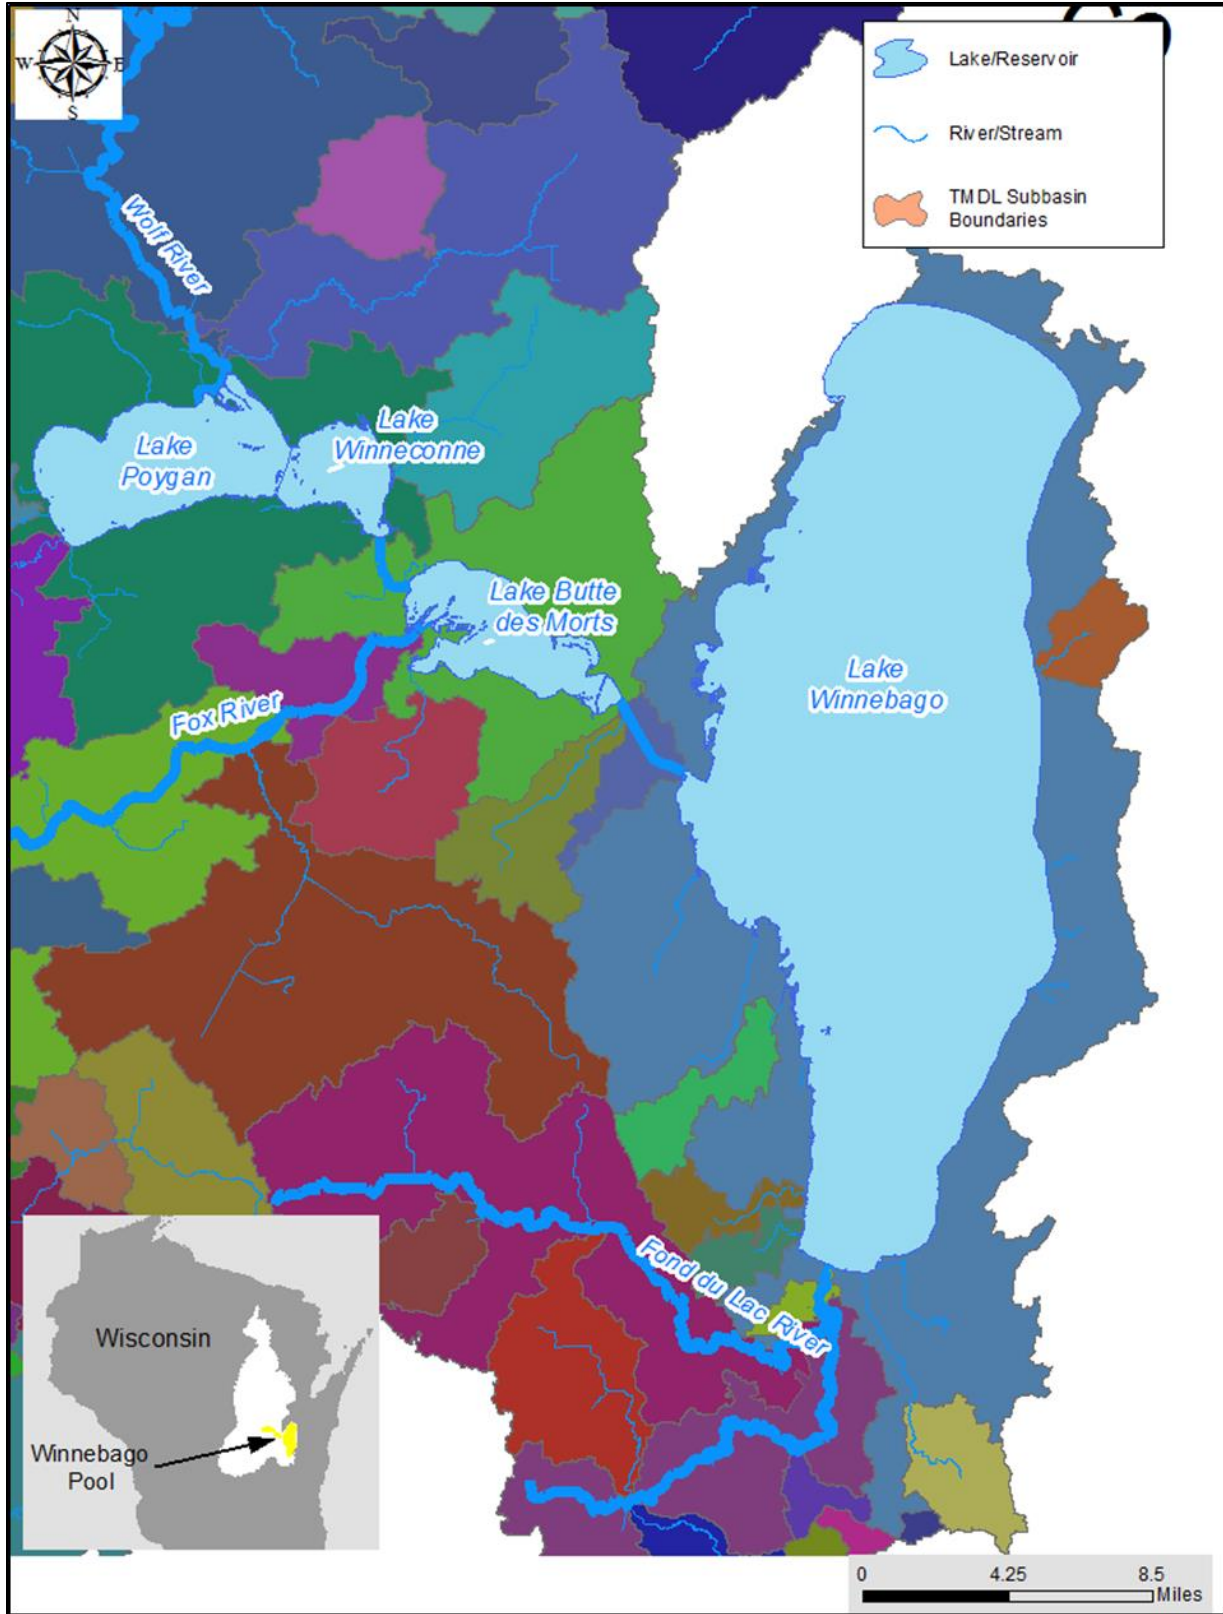 N
W E
S
Lake/Reservoir
River/Stream
TMDL Subbasin
Boundaries
Wolf River
Lake
Poygan
Lake
Winneconne
Lake Butte
des Morts
Lake
Winnebago
Fox River
Fond du Lac River
Wisconsin
Winnebago
Pool
0 4.25 8.5
Miles